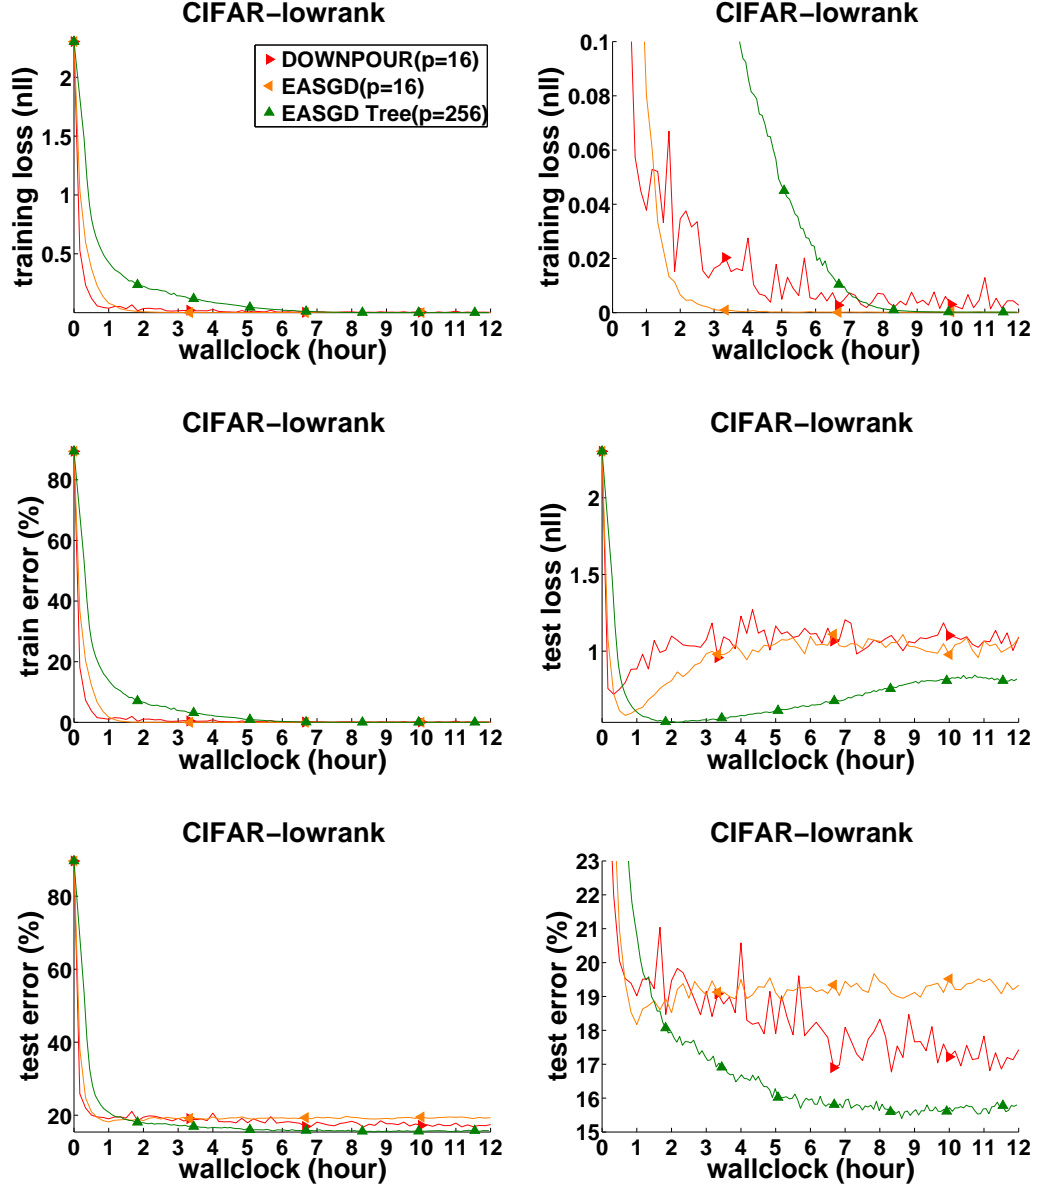 CIFAR−lowrank
CIFAR−lowrank
training loss (nll)
2
1.5
1
0.5
DOWNPOUR(p=16)
EASGD(p=16)
EASGD Tree(p=256)
0 1 2 3 4 5 6 7 8 9 10 11 12
wallclock (hour)
training loss (nll)
0.1
0.08
0.06
0.04
0.02
0
0 1 2 3 4 5 6 7 8 9 10 11 12
wallclock (hour)
CIFAR−lowrank
CIFAR−lowrank
train error (%)
80
60
40
20
0
0 1 2 3 4 5 6 7 8 9 10 11 12
wallclock (hour)
test loss (nll)
2
1.5
1
0 1 2 3 4 5 6 7 8 9 10 11 12
wallclock (hour)
CIFAR−lowrank
CIFAR−lowrank
test error (%)
80
60
40
20
0 1 2 3 4 5 6 7 8 9 10 11 12
wallclock (hour)
test error (%)
23
22
21
20
19
18
17
16
15
0 1 2 3 4 5 6 7 8 9 10 11 12
wallclock (hour)